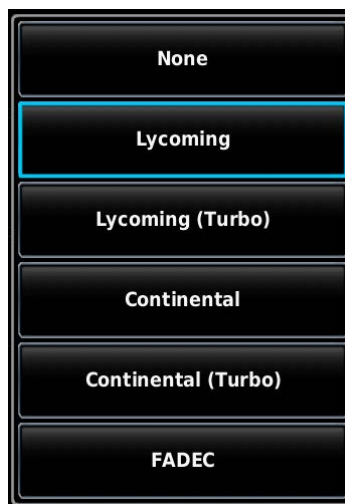 None
Lycoming
Lycoming (Turbo)
Continental
Continental (Turbo)
FADEC